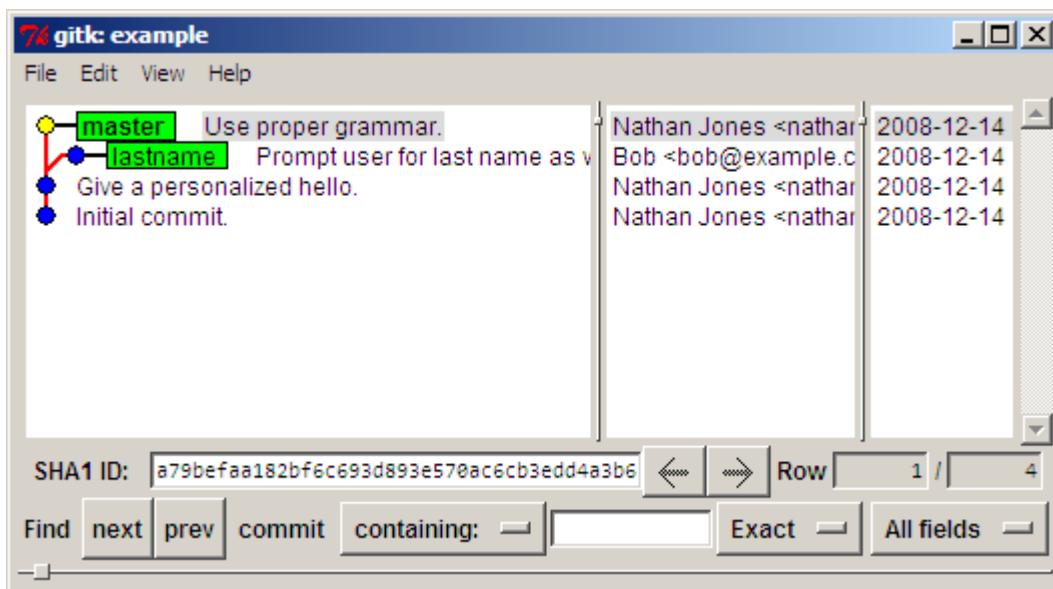 gitk: example
File Edit View Help
master Use proper grammar. Nathan Jones <nathan 2008-12-14
lastname Prompt user for last name as w Bob <bob@example.c 2008-12-14
Give a personalized hello. Nathan Jones <nathan 2008-12-14
Initial commit. Nathan Jones <nathan 2008-12-14
SHA1 ID: a79befaa182bf6c693d893e570ac6cb3edd4a3b6 Row 1 / 4
Find next prev commit containing: Exact All fields